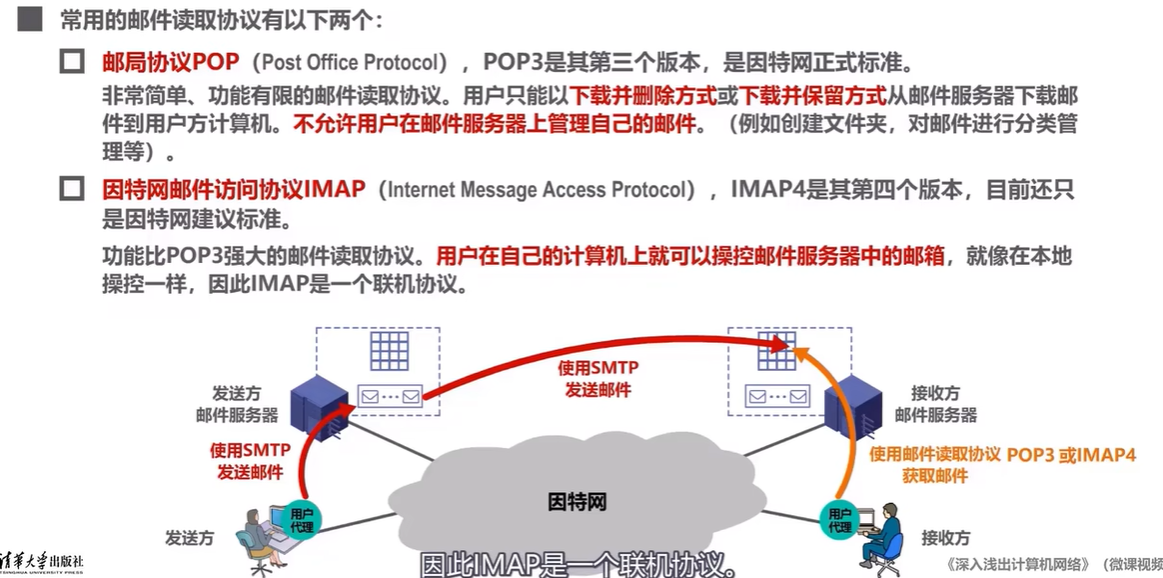 常用的邮件读取协议有以下两个：
邮局协议POP（Post Office Protocol），POP3是其第三个版本，是因特网正式标准。
非常简单、功能有限的邮件读取协议。用户只能以下载并删除方式或下载并保留方式从邮件服务器下载邮
件到用户方计算机。不允许用户在邮件服务器上管理自己的邮件。（例如创建文件夹，对邮件进行分类管
理等）。
因特网邮件访问协议IMAP（Internet Message Access Protocol），IMAP4是其第四个版本，目前还只
是因特网建议标准。
功能比POP3强大的邮件读取协议。用户在自己的计算机上就可以操控邮件服务器中的邮箱，就像在本地
操控一样，因此IMAP是一个联机协议。
使用SMTP
发送邮件
发送方
邮件服务器
接收方
邮件服务器
使用SMTP
发送邮件
使用邮件读取协议 POP3 或IMAP4
获取邮件
因特网
用户
代理
用户
代理
发送方
接收方
清华大学出版社
TSINGHUA UNIVERSITY PRESS
《深入浅出计算机网络》（微课视频
因此IMAP是一个联机协议。